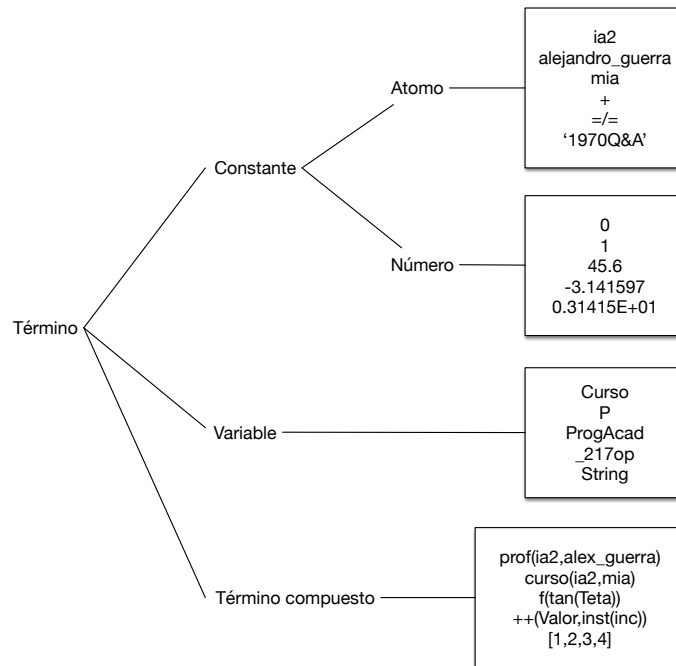 ia2
alejandro_guerra
mia
+
=/=
‘1970Q&A’
Atomo
Constante
0
1
45.6
-3.141597
0.31415E+01
Número
Término
Curso
P
ProgAcad
_217op
String
Variable
prof(ia2,alex_guerra)
curso(ia2,mia)
f(tan(Teta))
++(Valor,inst(inc))
[1,2,3,4]
Término compuesto